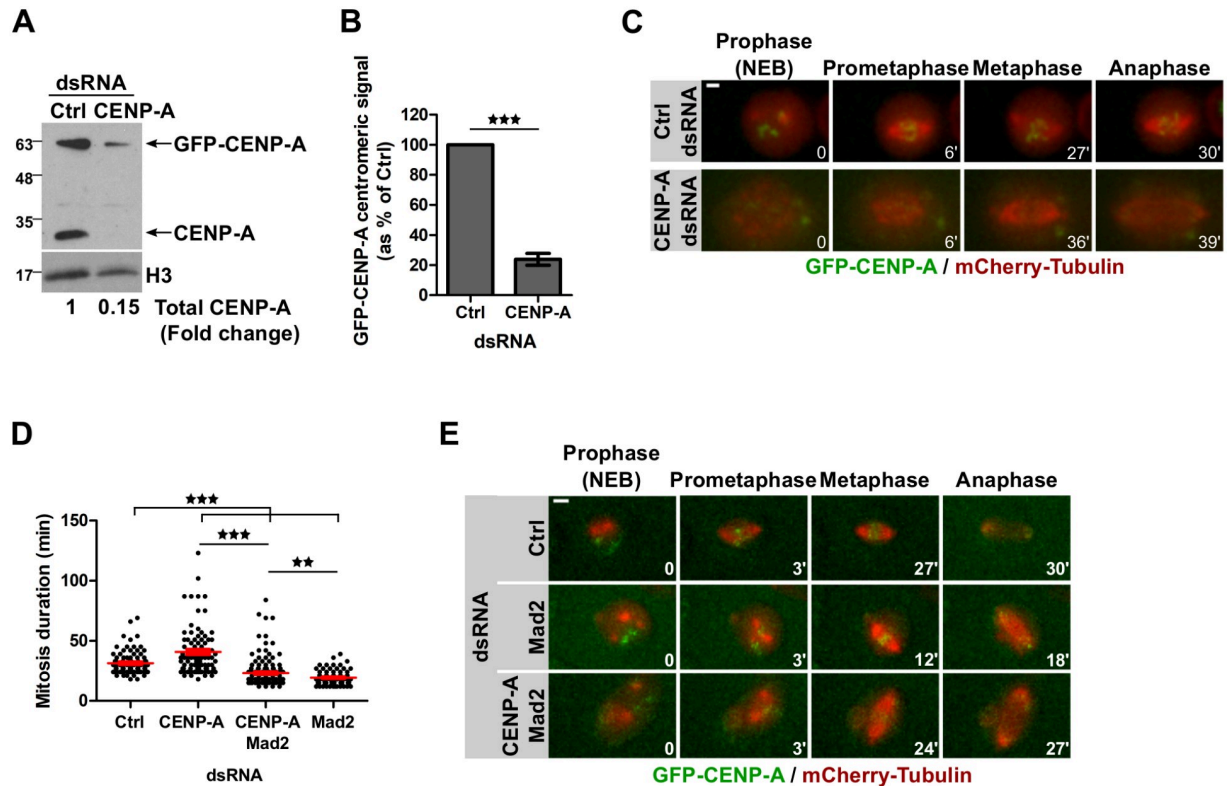 A
dsRNA
Ctrl CENP-A
63
GFP-CENP-A
48
35
CENP-A
17
H3
1 0.15 Total CENP-A
(Fold change)
B
GFP-CENP-A centromeric signal
(as % of Ctrl)
120
100
80
60
40
20
0
★★★
Ctrl CENP-A
dsRNA
C
Prophase
(NEB) Prometaphase Metaphase Anaphase
Ctrl
dsRNA
0 6' 27' 30'
CENP-A
dsRNA
0 6' 36' 39'
GFP-CENP-A / mCherry-Tubulin
D
Mitosis duration (min)
150
100
50
0
★★★
★★★
★★
Ctrl CENP-A CENP-A Mad2
Mad2
dsRNA
E
Prophase
(NEB) Prometaphase Metaphase Anaphase
dsRNA
Ctrl
0 3' 27' 30'
Mad2
0 3' 12' 18'
CENP-A
Mad2
0 3' 24' 27'
GFP-CENP-A / mCherry-Tubulin